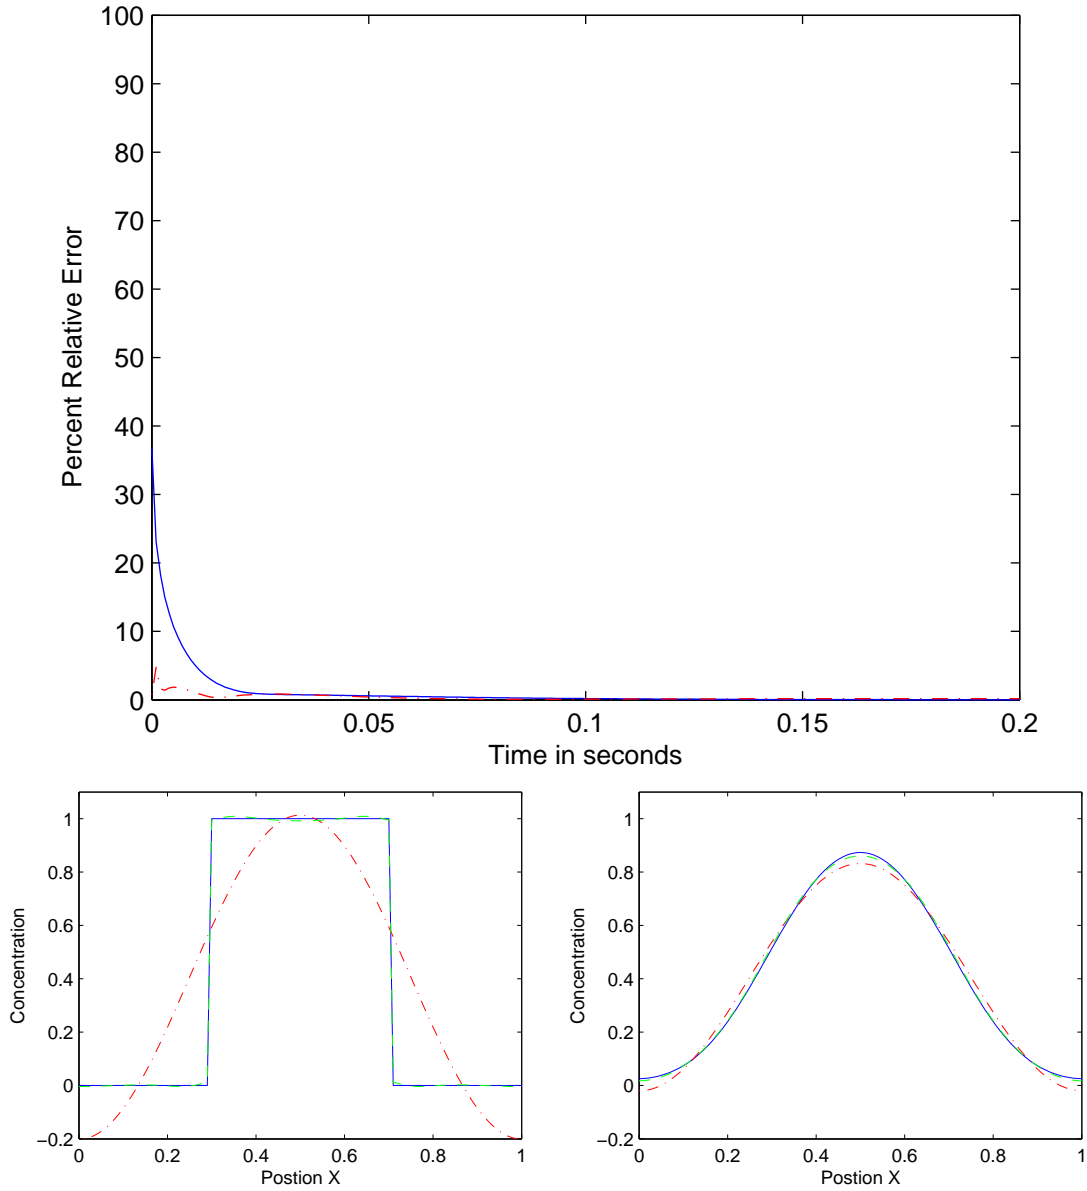 100
90
80
70
60
50
40
30
20
10
0
Percent Relative Error
0 0.05 0.1 0.15 0.2
Time in seconds
1
0.8
0.6
0.4
0.2
0
−0.2
Concentration
0 0.2 0.4 0.6 0.8 1
Postion X
1
0.8
0.6
0.4
0.2
0
−0.2
Concentration
0 0.2 0.4 0.6 0.8 1
Postion X